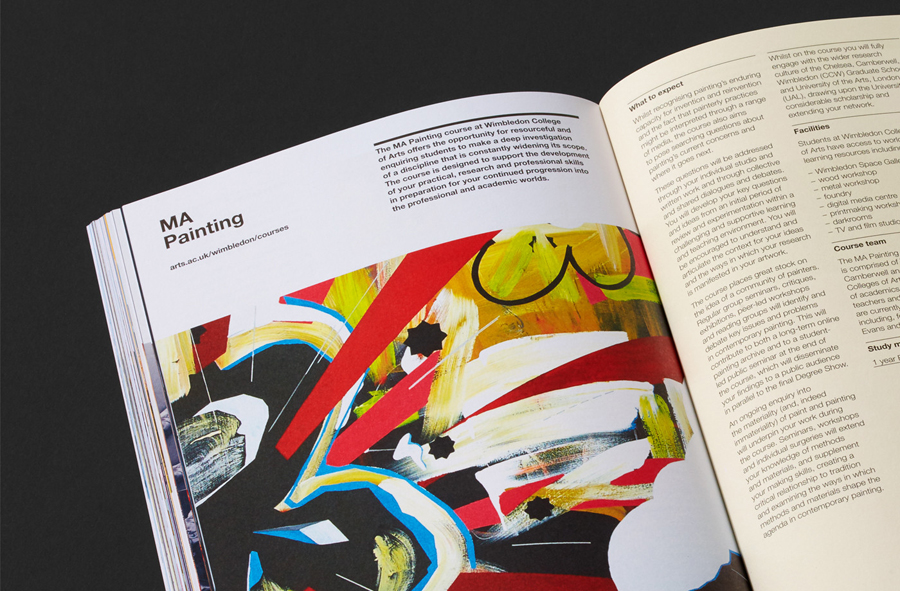 MA
Painting
arts.ac.uk/wimbledon/courses
The MA Painting course at Wimbledon College
of Arts offers the opportunity for resourceful and
enquiring students to make a deep investigation
of a discipline that is constantly widening its scope.
The course is designed to support the development
of your practical, research and professional skills
in preparation for your continued progression into
the professional and academic worlds.
What to expect
Whilst recognising painting's enduring
capacity for invention and reinvention
and the fact that painterly practices
might be interpreted through a range
of media, the course also aims
to pose searching questions about
painting's current concerns and
where it goes next.
These questions will be addressed
through your individual studio and
written work and through collective
and shared dialogues and debates.
You will develop your key questions
and ideas from an initial period of
review and experimentation within a
challenging and supportive learning
and teaching environment. You will
be encouraged to understand and
articulate the context for your ideas
and the ways in which your research
is manifested in your artwork.
The course places great stock on
the idea of a community of painters.
Regular group seminars, critiques,
exhibitions, peer-led workshops
and reading groups will identify and
debate key issues and problems
in contemporary painting. This will
contribute to both a long-term online
painting archive and to a student-
led public seminar at the end of
the course, which will disseminate
your findings to a public audience
in parallel to the final Degree Show.
An ongoing enquiry into
the materiality (and, indeed
immateriality) of paint and painting
will underpin your work during
the course. Seminars, workshops
and individual surgeries will extend
your knowledge of methods
and materials, and supplement
your making skills, creating a
critical relationship to tradition
and examining the ways in which
methods and materials shape the
agenda in contemporary painting.
Whilst on the course you will fully
engage with the wider research
culture of the Chelsea, Camberwell,
Wimbledon (CCW) Graduate Scho
and University of the Arts, London
(UAL), drawing upon the Universit
considerable scholarship and
extending your network.
Facilities
Students at Wimbledon Colle
of Arts have access to wor
learning resources includi
– Wimbledon Space Galle
– wood workshop
– metal workshop
– foundry
– digital media centre
– printmaking worksh
– darkrooms
– TV and film studio
Course team
The MA Painting
is comprised of
Camberwell an
Colleges of Arts
of academics,
teachers and
are currently
including,
Evans and
Study m
1 year